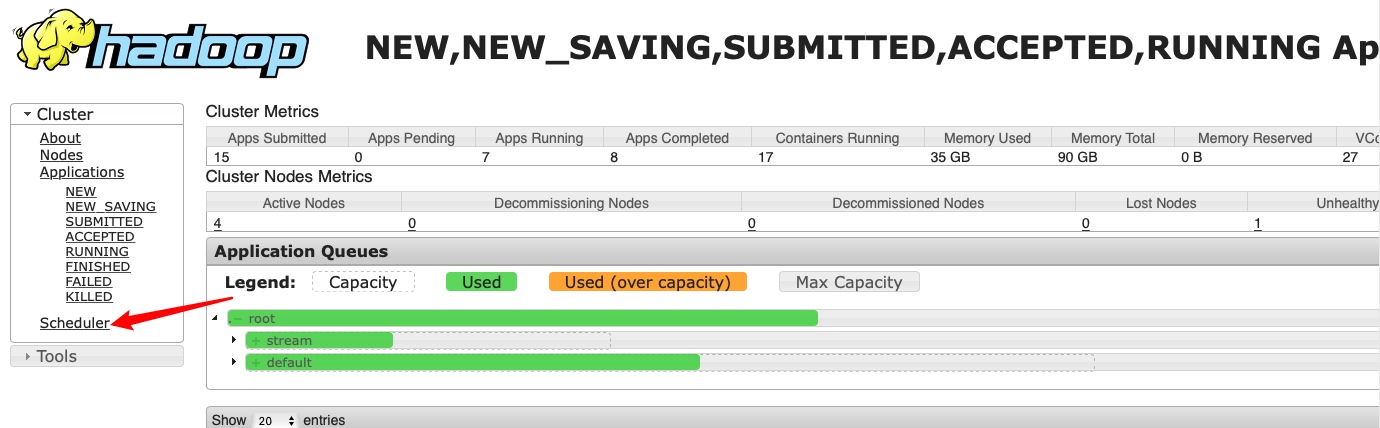 hadoop
NEW,NEW_SAVING,SUBMITTED,ACCEPTED,RUNNING Ap
Cluster
About
Nodes
Applications
NEW
NEW_SAVING
SUBMITTED
ACCEPTED
RUNNING
FINISHED
FAILED
KILLED
Scheduler
Tools
Cluster Metrics
Apps Submitted Apps Pending Apps Running Apps Completed Containers Running Memory Used Memory Total Memory Reserved VCo
15 0 7 8 17 35 GB 90 GB 0 B 27
Cluster Nodes Metrics
Active Nodes Decommissioning Nodes Decommissioned Nodes Lost Nodes Unhealthy
4 0 0 0 1
Application Queues
Legend: Capacity Used Used (over capacity) Max Capacity
- root
+ stream
+ default
Show 20 entries